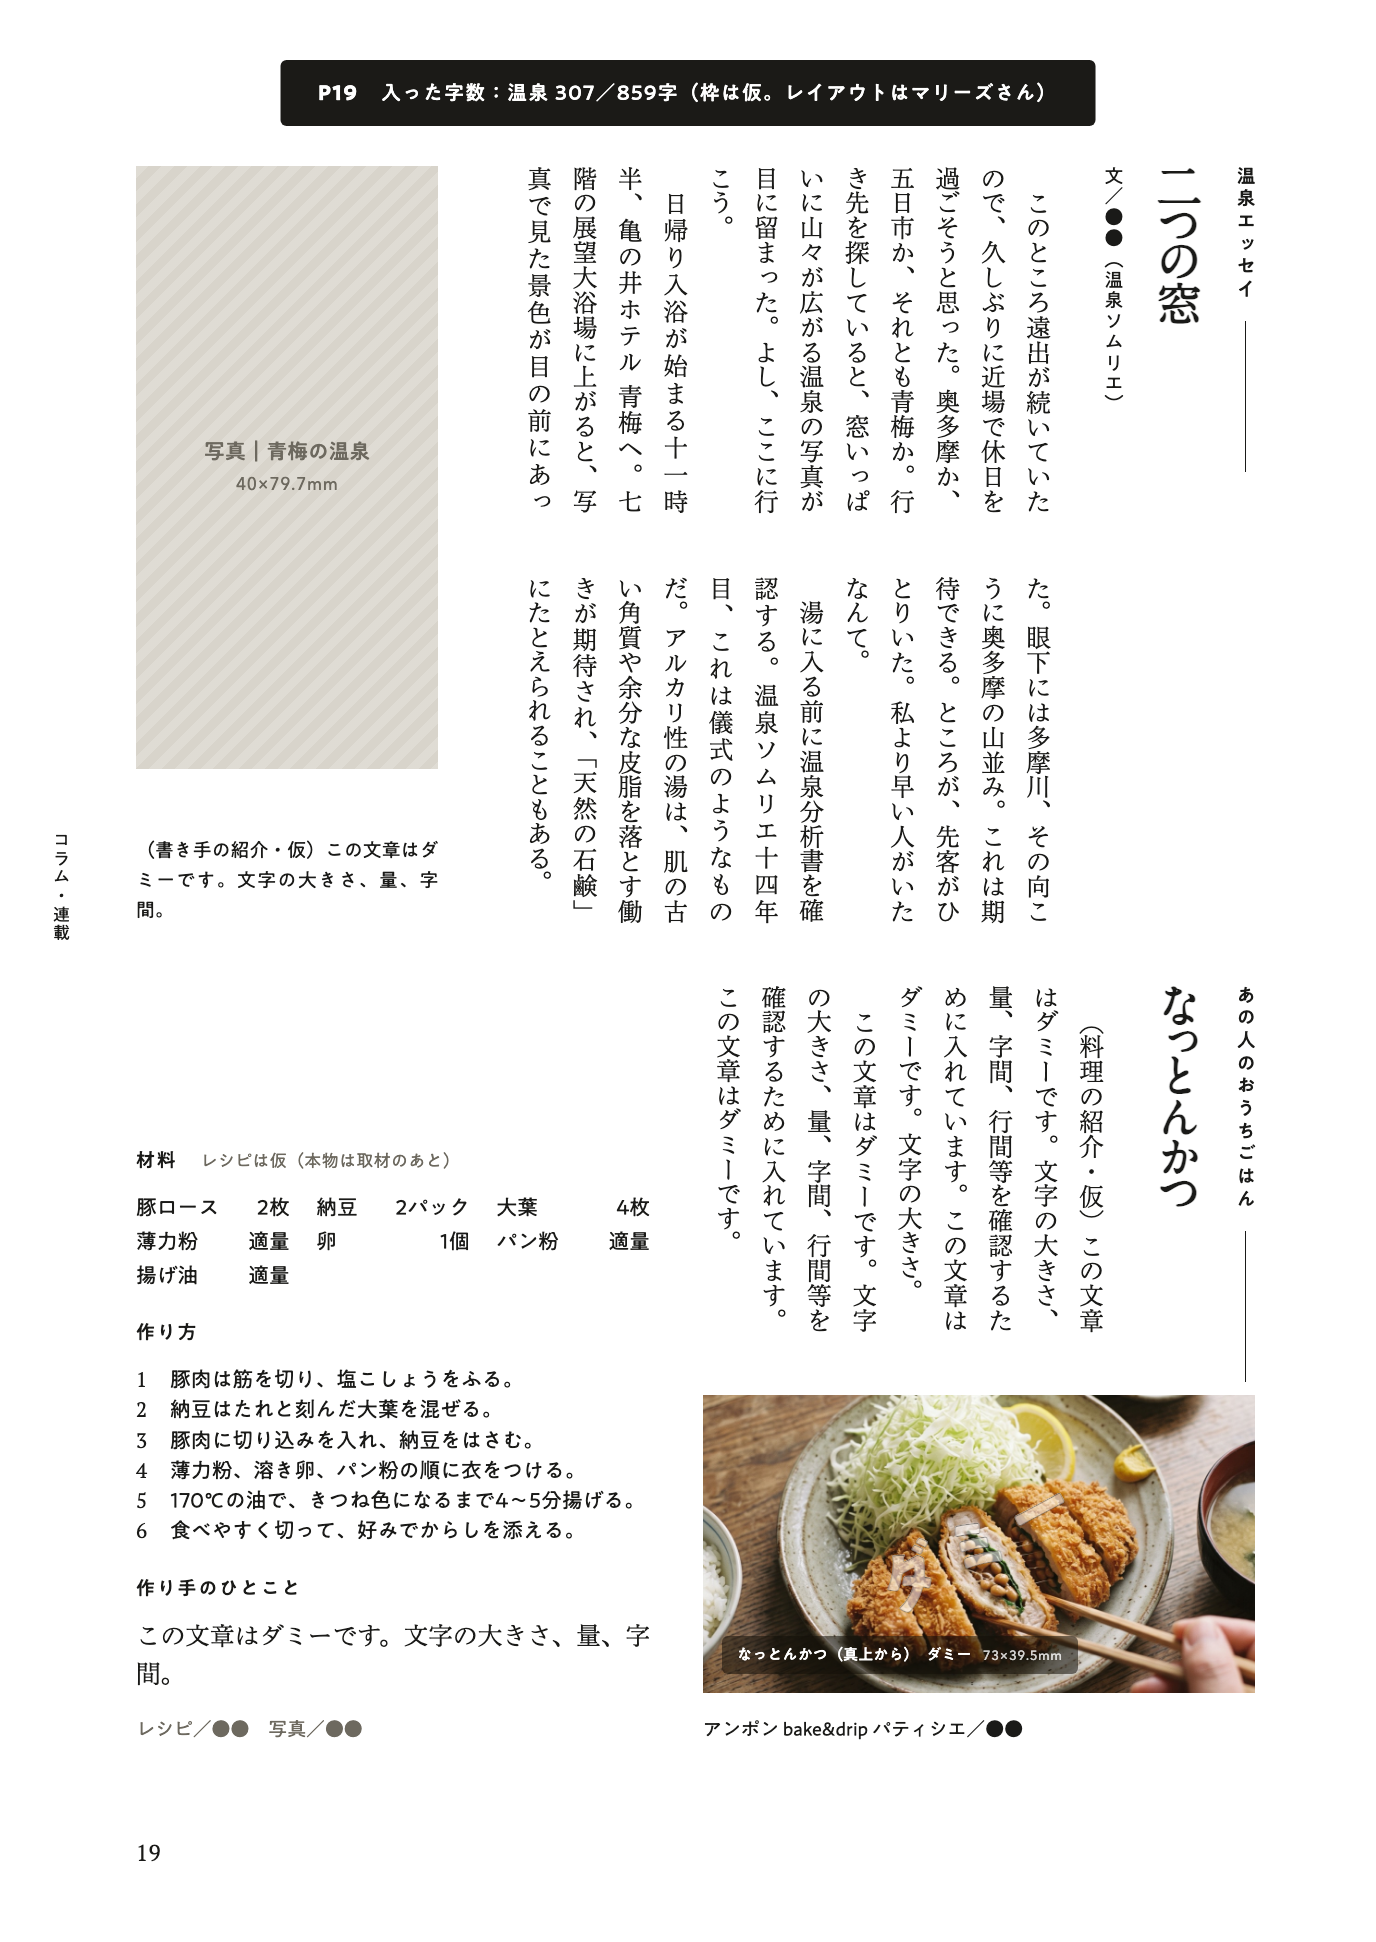 P19 入った字数：温泉 307／859字（枠は仮。レイアウトはマリーズさん）
温泉エッセイ
二つの窓
文／●●（温泉ソムリエ）
このところ遠出が続いていた
ので、久しぶりに近場で休日を
過ごそうと思った。奥多摩か、
五日市か、それとも青梅か。行
き先を探していると、窓いっぱ
いに山々が広がる温泉の写真が
目に留まった。よし、ここに行
こう。
日帰り入浴が始まる十一時
半、亀の井ホテル 青梅へ。七
階の展望大浴場に上がると、写
真で見た景色が目の前にあっ
た。眼下には多摩川、その向こ
うに奥多摩の山並み。これは期
待できる。ところが、先客がひ
とりいた。私より早い人がいた
なんて。
湯に入る前に温泉分析書を確
認する。温泉ソムリエ十四年
目、これは儀式のようなもの
だ。アルカリ性の湯は、肌の古
い角質や余分な皮脂を落とす働
きが期待され、「天然の石鹸」
にたとえられることもある。
写真｜青梅の温泉
40×79.7mm
（書き手の紹介・仮）この文章はダ
ミーです。文字の大きさ、量、字
間。
コラム・連載
あの人のおうちごはん
なっとんかつ
（料理の紹介・仮）この文章
はダミーです。文字の大きさ、
量、字間、行間等を確認するた
めに入れています。この文章は
ダミーです。文字の大きさ。
この文章はダミーです。文字
の大きさ、量、字間、行間等を
確認するために入れています。
この文章はダミーです。
ダミー
なっとんかつ（真上から） ダミー 73×39.5mm
アンポン bake&drip パティシエ／●●
材料 レシピは仮（本物は取材のあと）
豚ロース 2枚 納豆 2パック 大葉 4枚
薄力粉 適量 卵 1個 パン粉 適量
揚げ油 適量
作り方
1 豚肉は筋を切り、塩こしょうをふる。
2 納豆はたれと刻んだ大葉を混ぜる。
3 豚肉に切り込みを入れ、納豆をはさむ。
4 薄力粉、溶き卵、パン粉の順に衣をつける。
5 170℃の油で、きつね色になるまで4〜5分揚げる。
6 食べやすく切って、好みでからしを添える。
作り手のひとこと
この文章はダミーです。文字の大きさ、量、字
間。
レシピ／●● 写真／●●
19